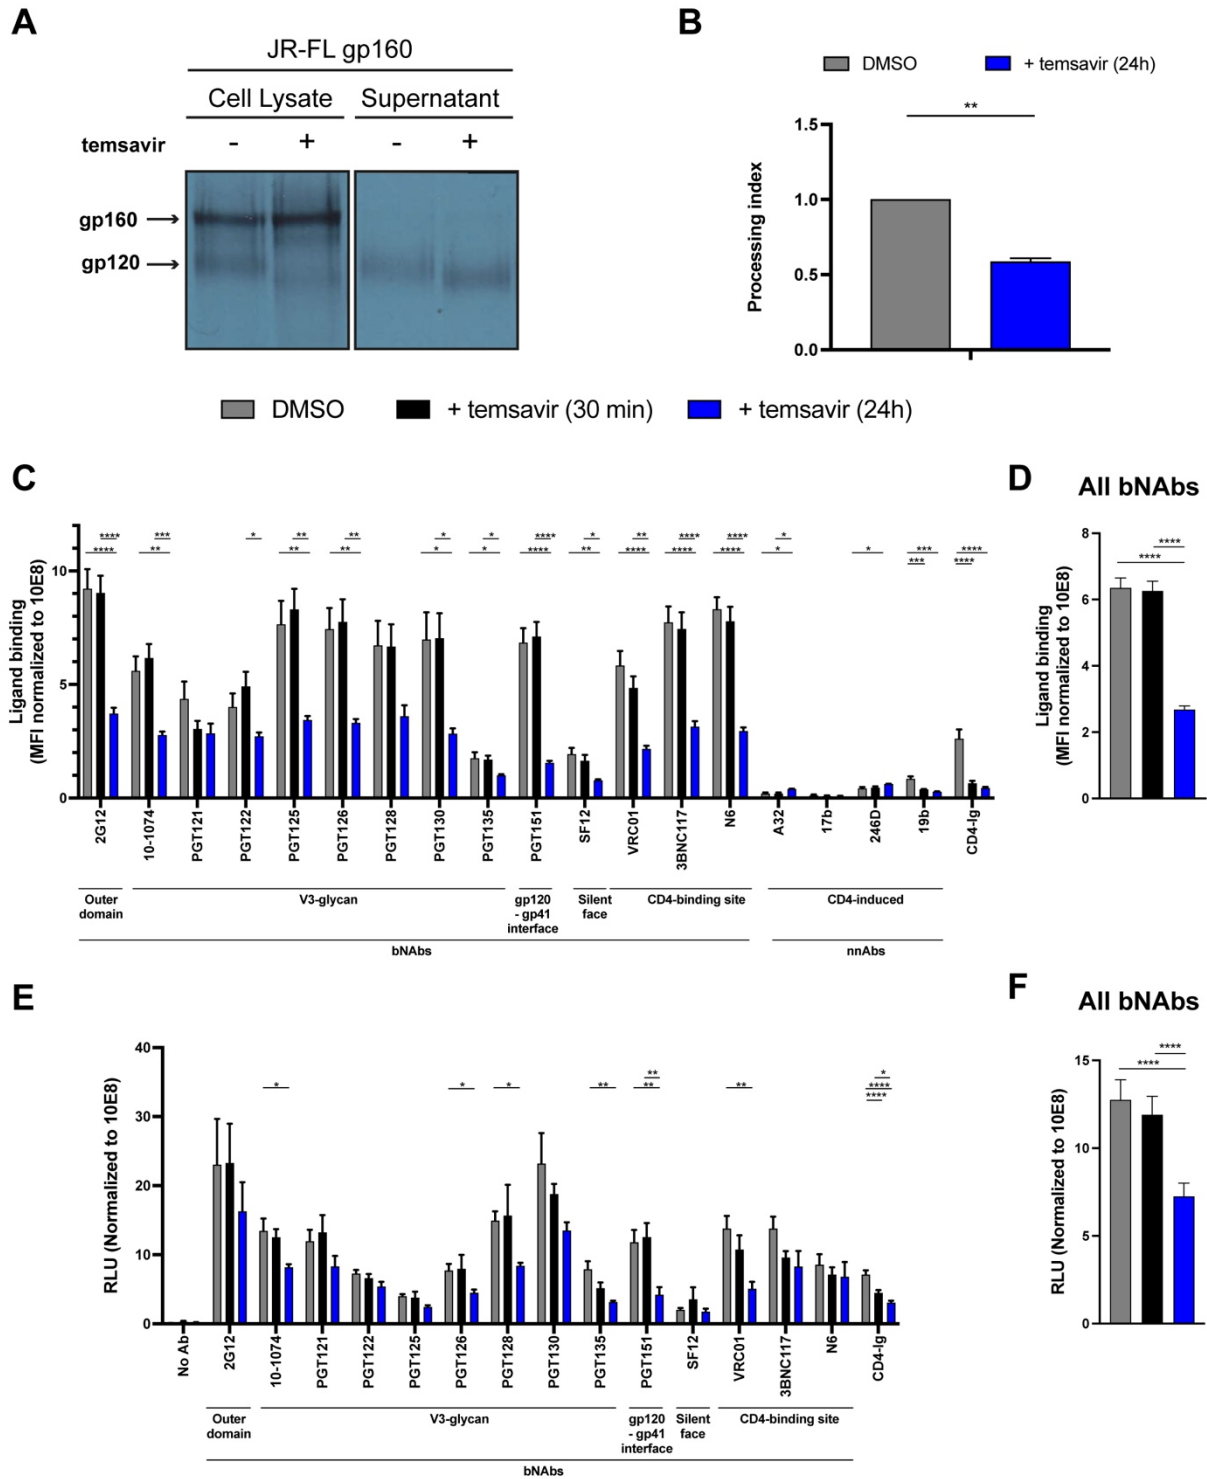 A
JR-FL gp160
Cell Lysate Supernatant
temsavir - + - +
gp160
gp120
B
DMSO + temsavir (24h)
**
1.5
1.0
0.5
0.0
Processing index
DMSO + temsavir (30 min) + temsavir (24h)
C
Ligand binding
(MFI normalized to 10E8)
10
5
0
**** *** * ** ** * * **** * ** **** **** * * *** ****
**** ** ** ** * * **** ** **** **** **** * *** ****
2G12
10-1074
PGT121
PGT122
PGT125
PGT126
PGT128
PGT130
PGT135
PGT151
SF12
VRC01
3BNC117
N6
A32
17b
246D
19b
CD4-Ig
Outer
domain
V3-glycan
gp120
- gp41
interface
Silent
face
CD4-binding site
CD4-induced
bNAbs
nnAbs
D
All bNAbs
Ligand binding
(MFI normalized to 10E8)
8
6
4
2
0
****
****
E
RLU (Normalized to 10E8)
40
30
20
10
0
** *
* * * ** ** ** ****
****
No Ab
2G12
10-1074
PGT121
PGT122
PGT125
PGT126
PGT128
PGT130
PGT135
PGT151
SF12
VRC01
3BNC117
N6
CD4-Ig
Outer
domain
V3-glycan
gp120
- gp41
interface
Silent
face
CD4-binding site
bNAbs
F
All bNAbs
RLU (Normalized to 10E8)
15
10
5
0
****
****